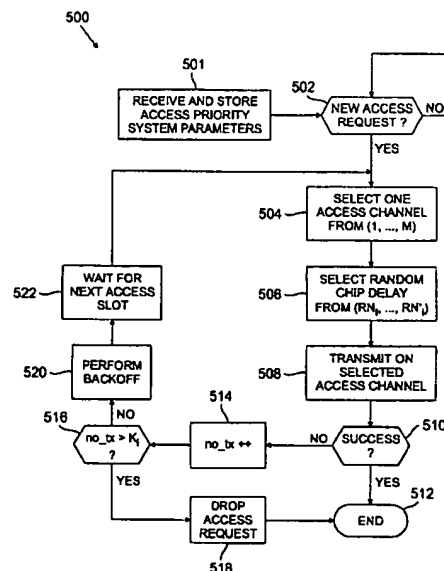 500
501
RECEIVE AND STORE
ACCESS PRIORITY
SYSTEM PARAMETERS
502
NEW ACCESS
REQUEST ?
NO
YES
504
SELECT ONE
ACCESS CHANNEL
FROM (1, ..., M)
506
SELECT RANDOM
CHIP DELAY
FROM (RNi, ..., RN'i)
508
TRANSMIT ON
SELECTED
ACCESS CHANNEL
510
SUCCESS
?
NO
YES
512
END
514
no_tx ++
516
no_tx > Ki
?
NO
YES
518
DROP
ACCESS
REQUEST
520
PERFORM
BACKOFF
522
WAIT FOR
NEXT ACCESS
SLOT